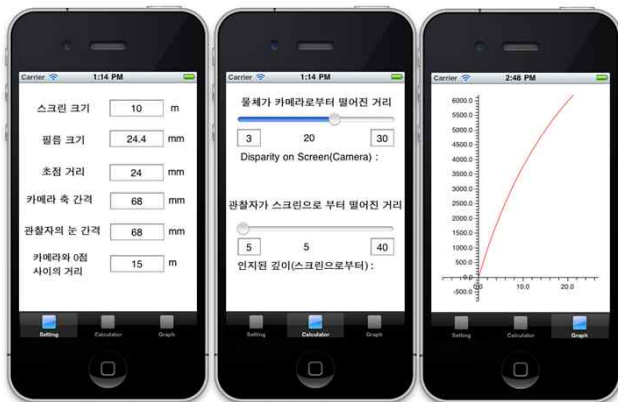 Carrier 1:14 PM
스크린 크기 10 m
필름 크기 24.4 mm
초점 거리 24 mm
카메라 축 간격 68 mm
관찰자의 눈 간격 68 mm
카메라와 0점
사이의 거리 15 m
Setting Calculator Graph
Carrier 1:14 PM
물체가 카메라로부터 떨어진 거리
3 20 30
Disparity on Screen(Camera) :
관찰자가 스크린으로 부터 떨어진 거리
5 5 40
인지된 깊이(스크린으로부터) :
Setting Calculator Graph
Carrier 2:48 PM
6000.0
5500.0
5000.0
4500.0
4000.0
3500.0
3000.0
2500.0
2000.0
1500.0
1000.0
500.0
0.0 0.0 10.0 20.0
-500.0
Setting Calculator Graph